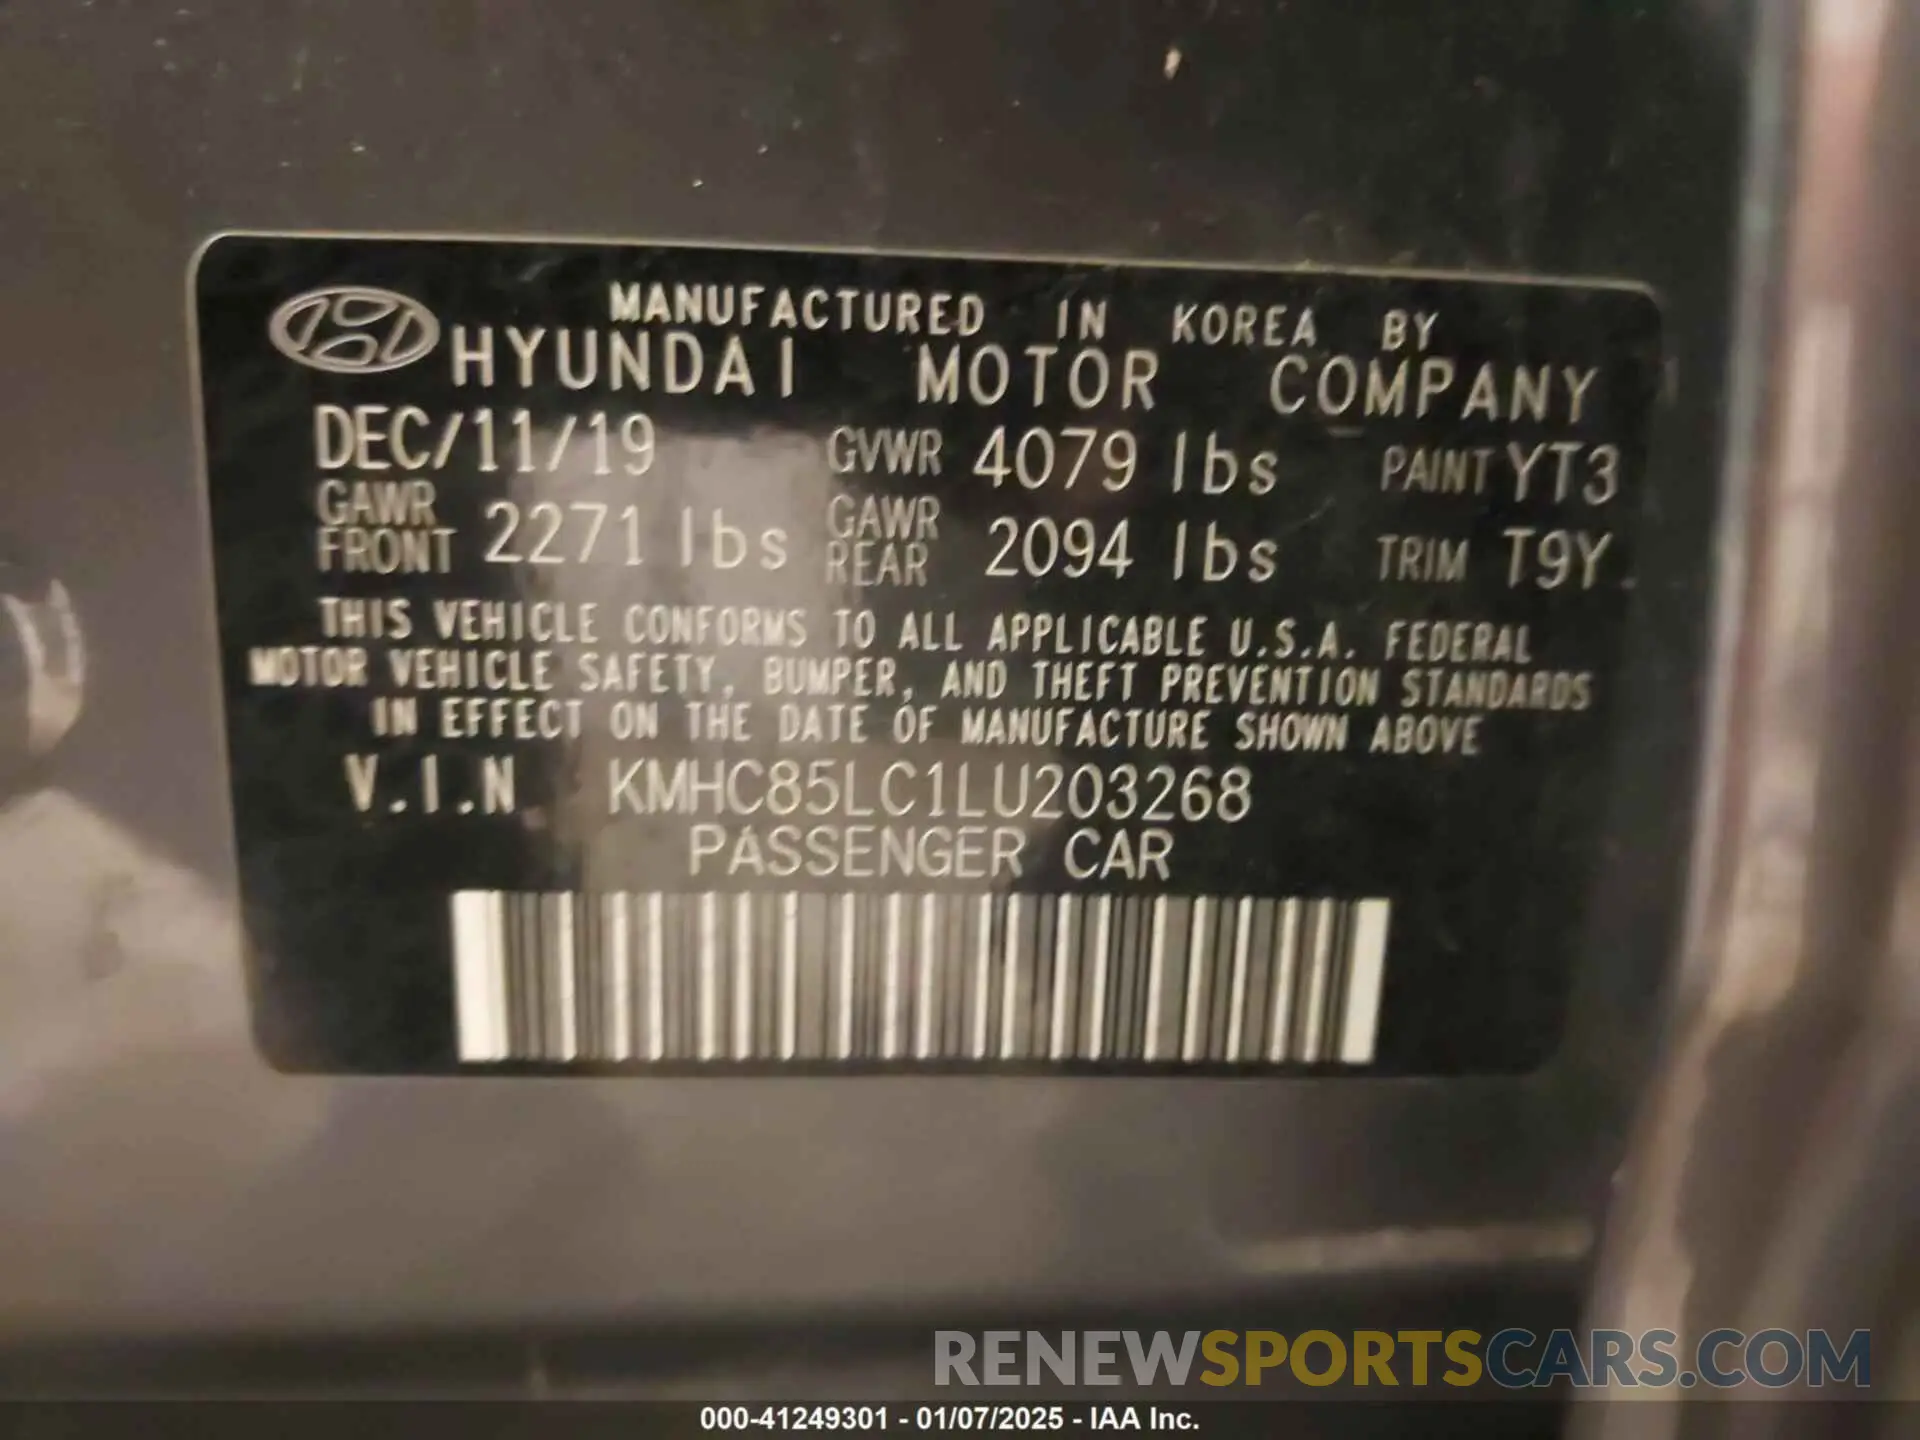 MANUFACTURED IN KOREA BY
HYUNDAI MOTOR COMPANY
DEC/11/19 GVWR 4079 lbs PAINT YT3
GAWR FRONT 2271 lbs GAWR REAR 2094 lbs TRIM T9Y
THIS VEHICLE CONFORMS TO ALL APPLICABLE U.S.A. FEDERAL
MOTOR VEHICLE SAFETY, BUMPER, AND THEFT PREVENTION STANDARDS
IN EFFECT ON THE DATE OF MANUFACTURE SHOWN ABOVE
V.I.N KMHC85LC1LU203268
PASSENGER CAR
RENEWSPORTSCARS.COM
000-41249301 - 01/07/2025 - IAA Inc.